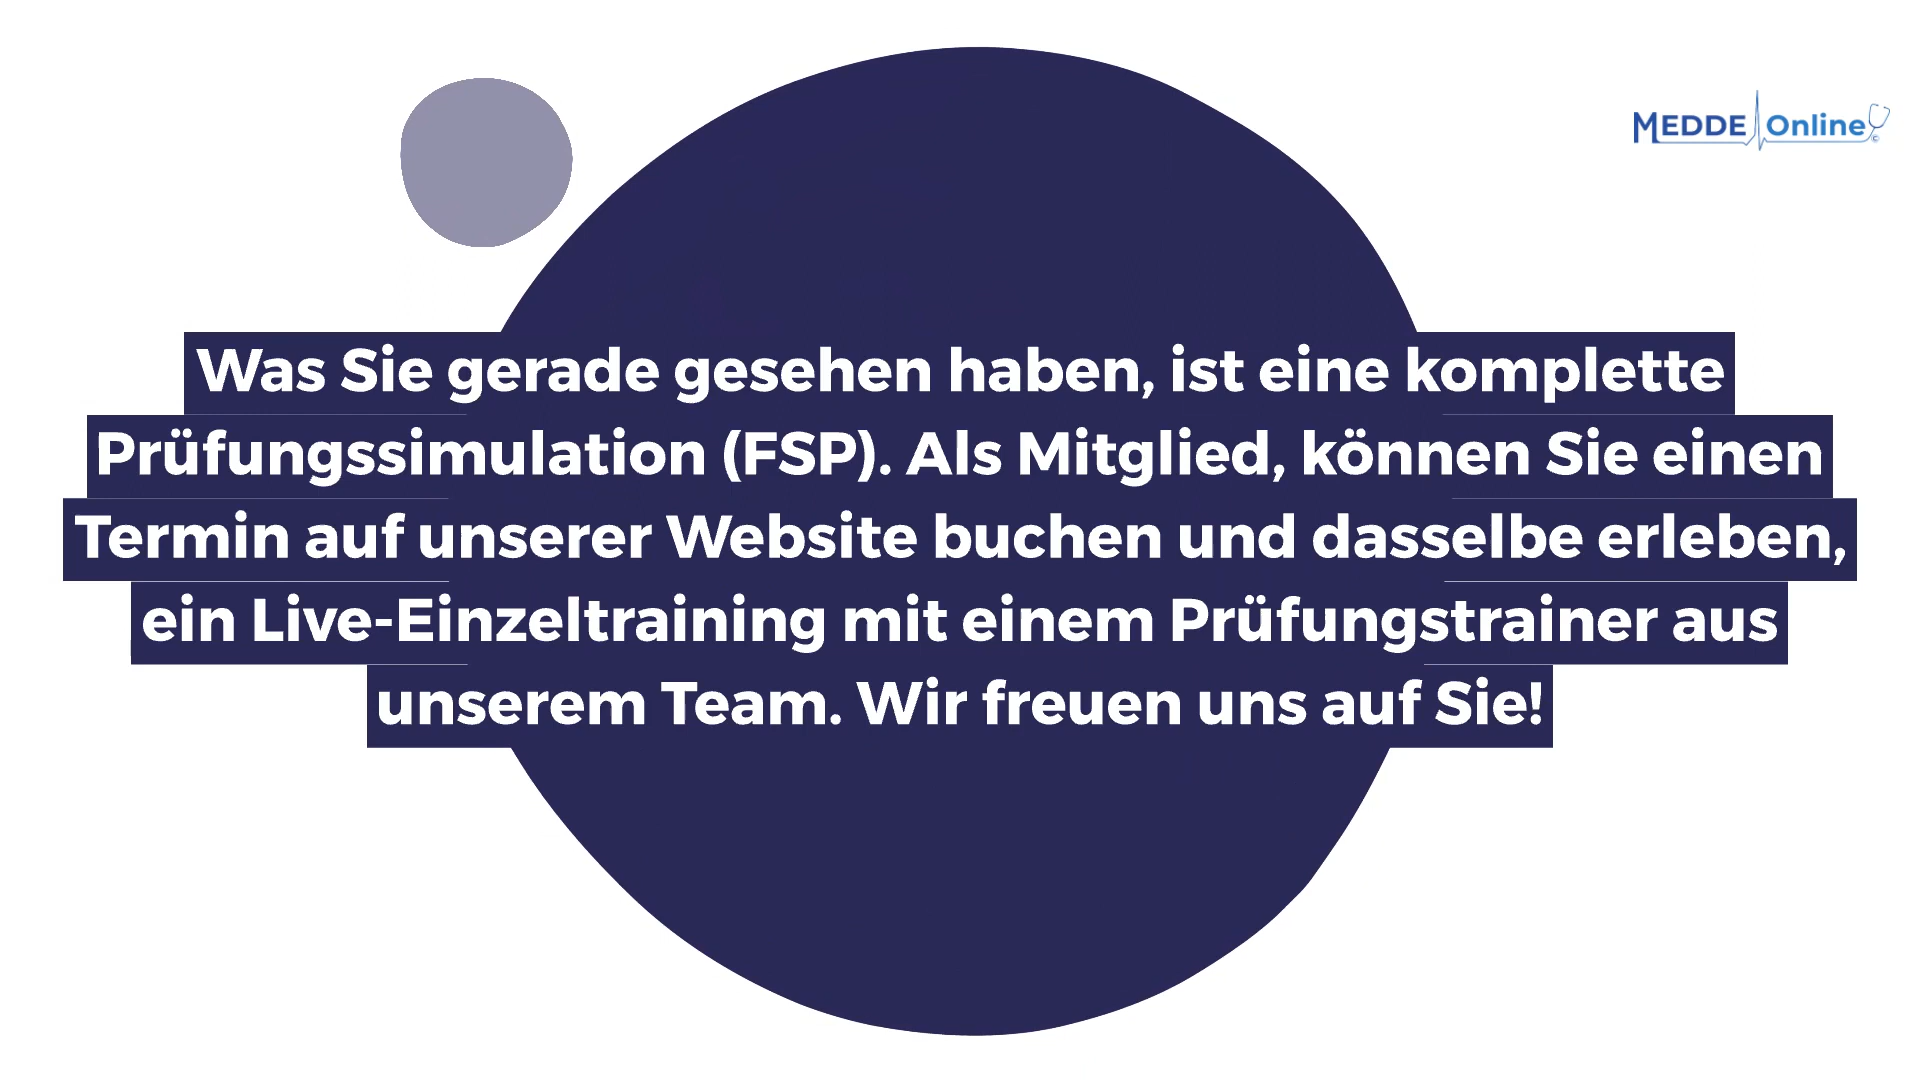 MEDDE Online
Was Sie gerade gesehen haben, ist eine komplette
Prüfungssimulation (FSP). Als Mitglied, können Sie einen
Termin auf unserer Website buchen und dasselbe erleben,
ein Live-Einzeltraining mit einem Prüfungstrainer aus
unserem Team. Wir freuen uns auf Sie!